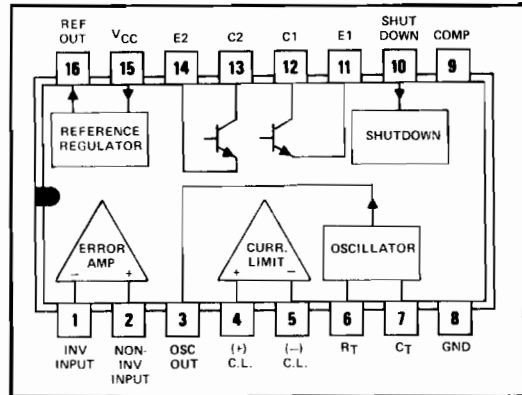 REF OUT
VCC
E2
C2
C1
E1
SHUT DOWN
COMP
16
15
14
13
12
11
10
9
REFERENCE
REGULATOR
SHUTDOWN
ERROR
AMP
- +
CURR.
LIMIT
+ -
OSCILLATOR
1
2
3
4
5
6
7
8
INV
INPUT
NON-
INV
INPUT
OSC
OUT
(+)
C.L.
(—)
C.L.
RT
CT
GND